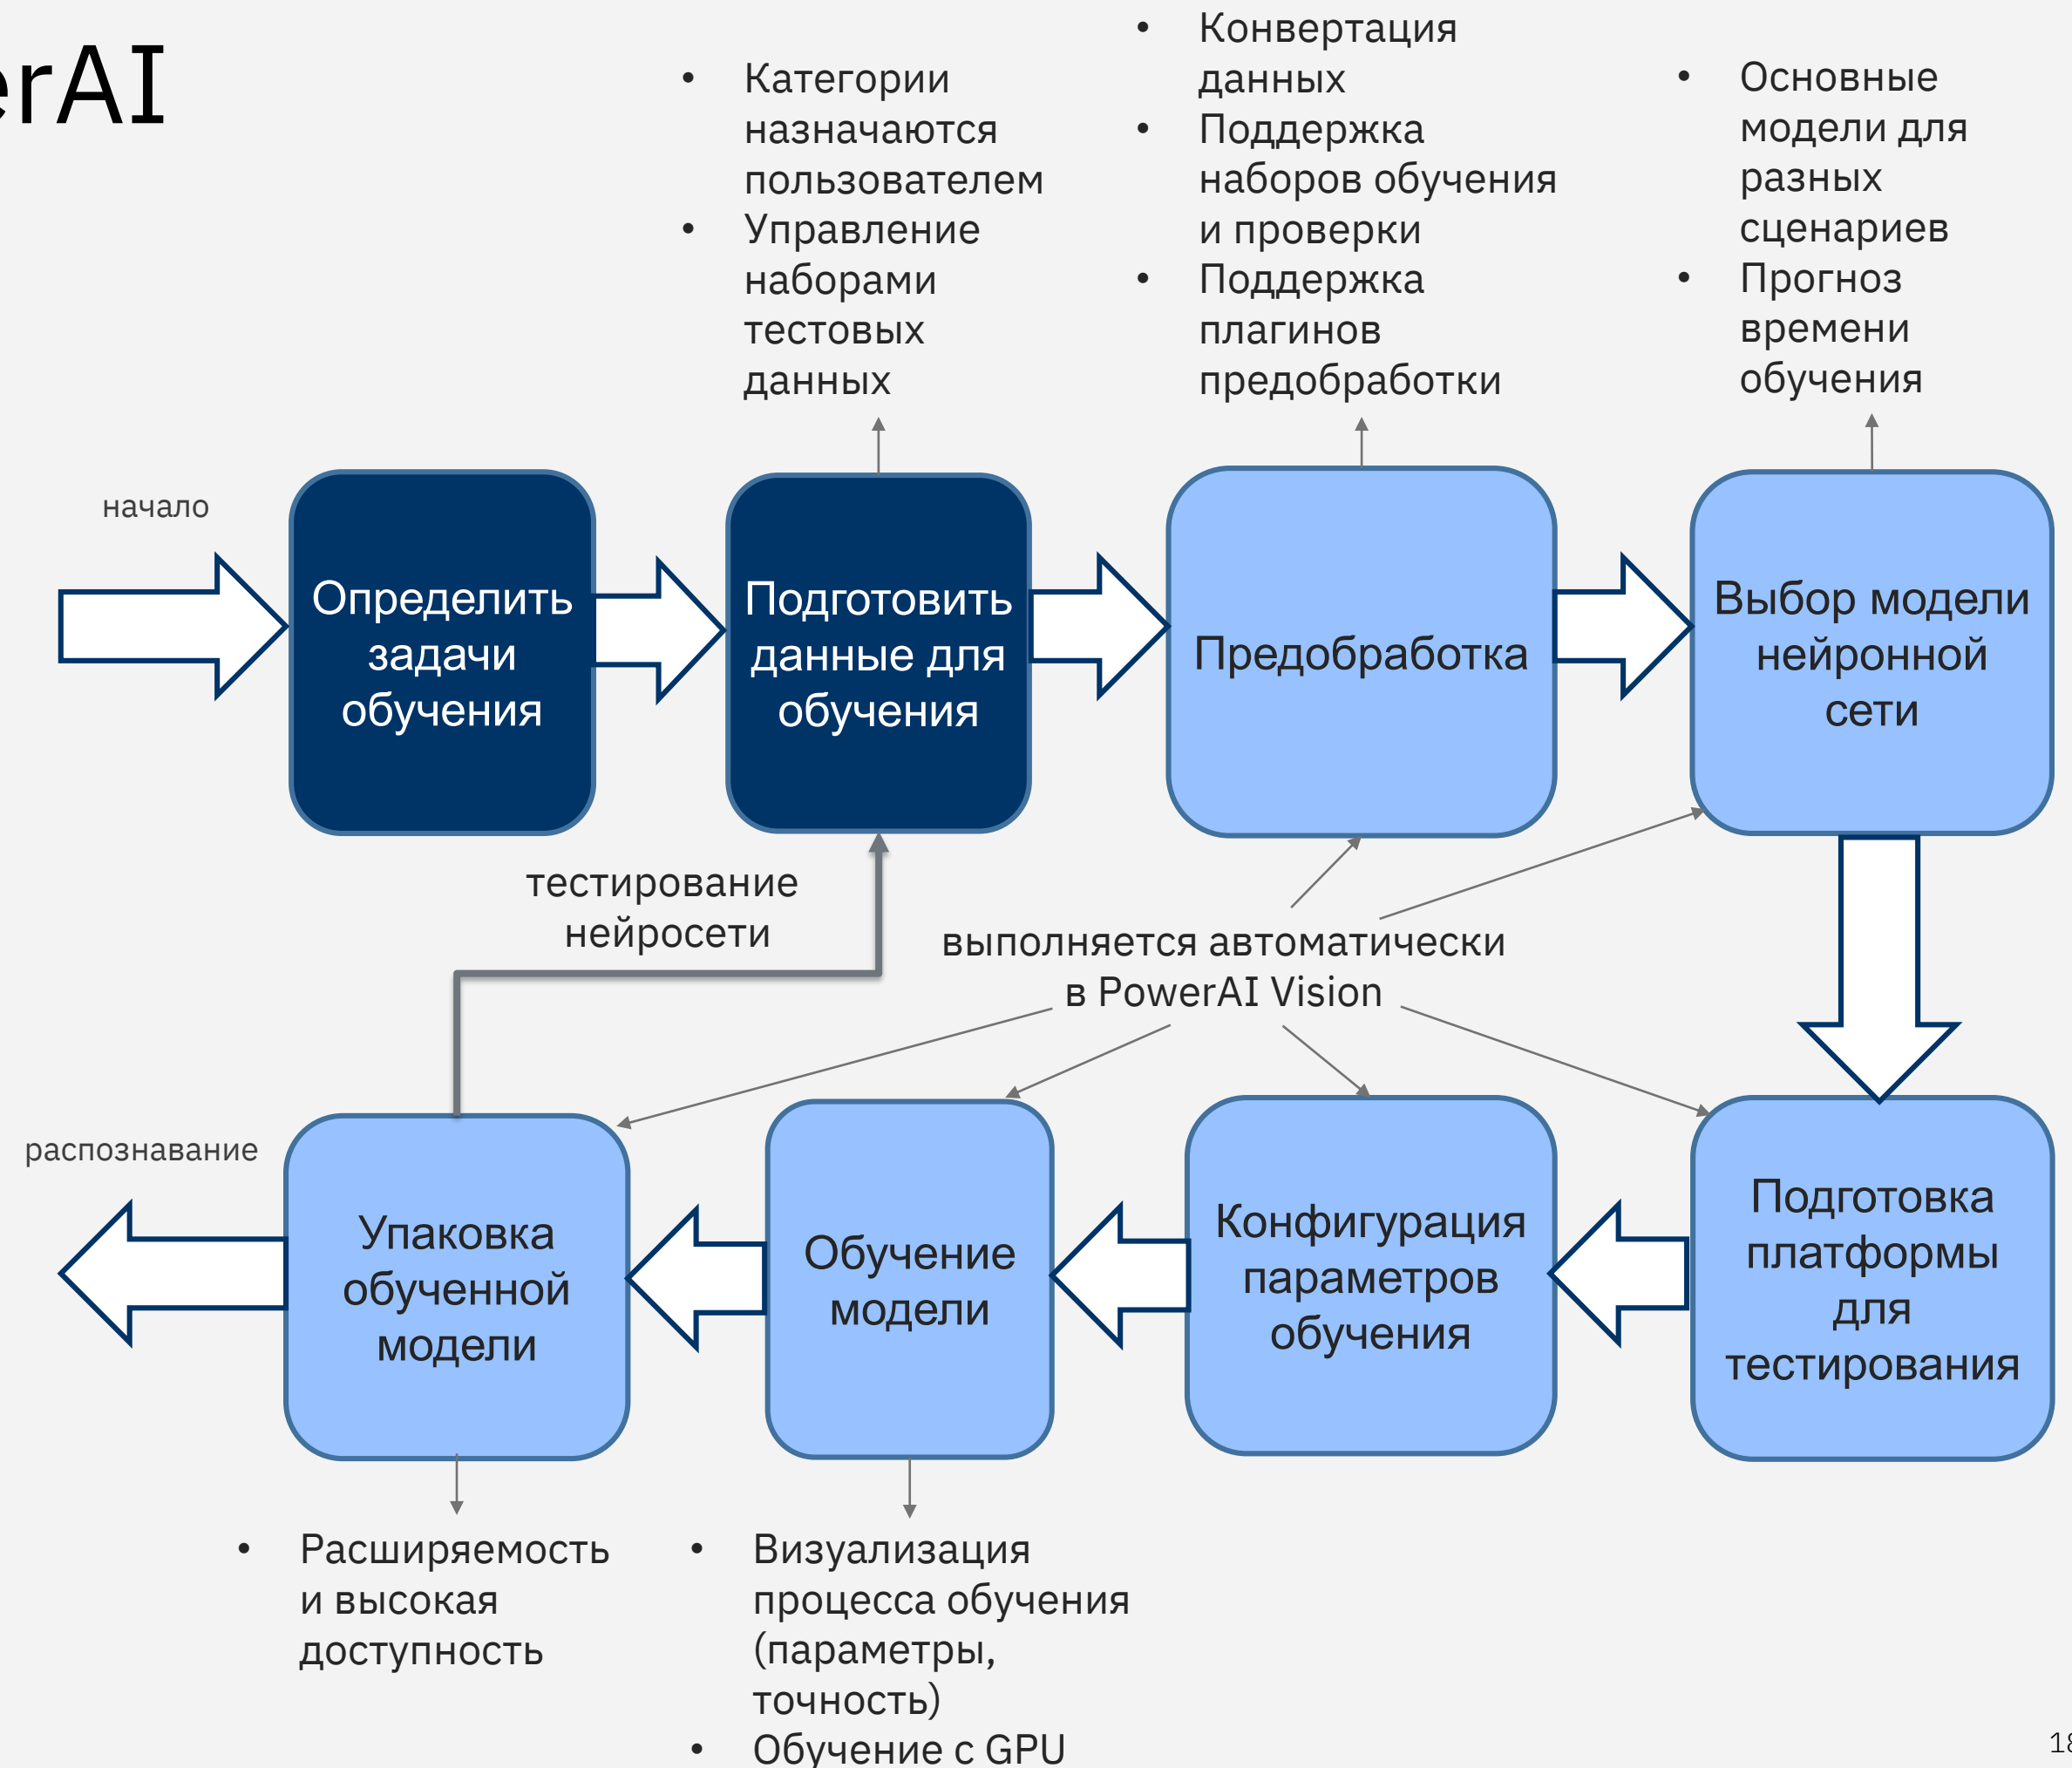 erAI
• Категории
назначаются
пользователем
• Управление
наборами
тестовых
данных
• Конвертация
данных
• Поддержка
наборов обучения
и проверки
• Поддержка
плагинов
предобработки
• Основные
модели для
разных
сценариев
• Прогноз
времени
обучения
начало
Определить
задачи
обучения
Подготовить
данные для
обучения
Предобработка
Выбор модели
нейронной
сети
тестирование
нейросети
выполняется автоматически
в PowerAI Vision
распознавание
Упаковка
обученной
модели
Обучение
модели
Конфигурация
параметров
обучения
Подготовка
платформы
для
тестирования
• Расширяемость
и высокая
доступность
• Визуализация
процесса обучения
(параметры,
точность)
• Обучение с GPU
18